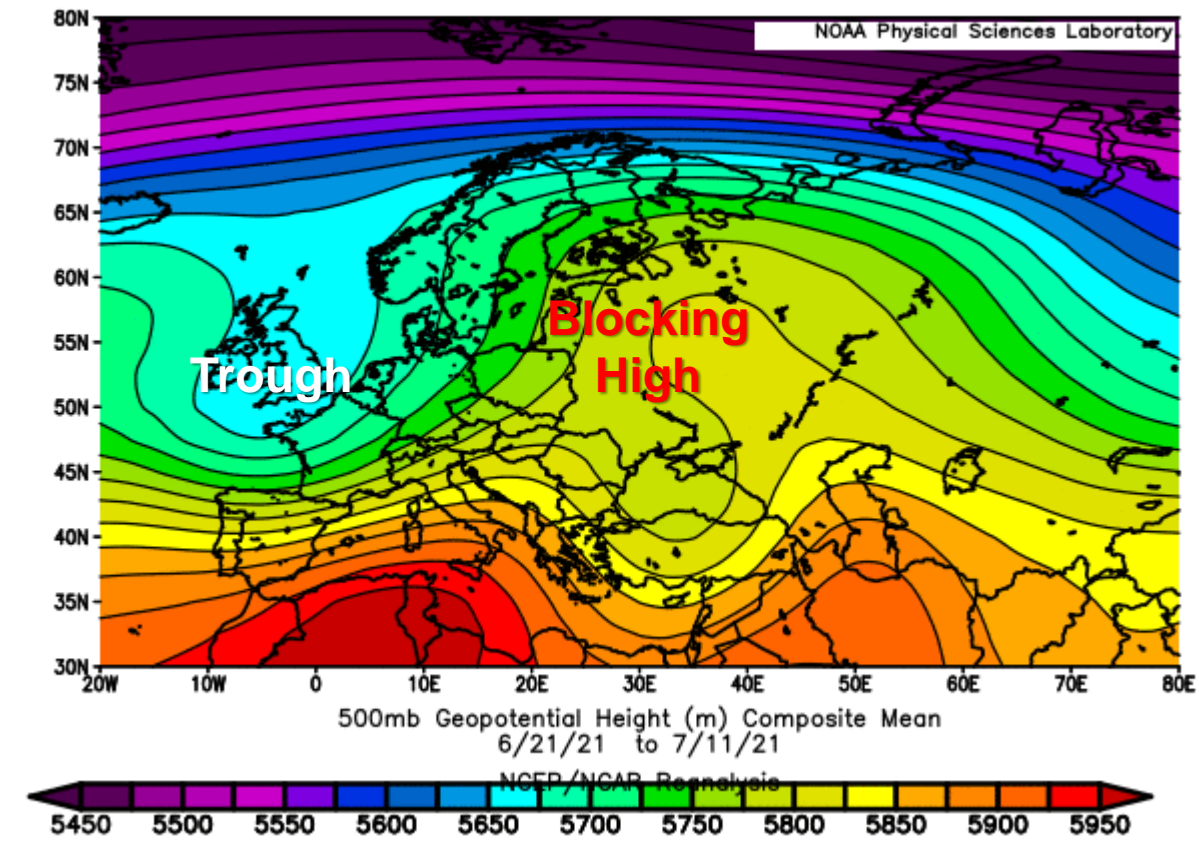 80N
NOAA Physical Sciences Laboratory
75N
70N
65N
60N
Blocking
55N
High
Trough
50N
45N
40N
35N
30N
20W 10W 0 10E 20E 30E 40E 50E 60E 70E 80E
500mb Geopotential Height (m) Composite Mean
6/21/21 to 7/11/21
NCEP/NCAR Reanalysis
5450 5500 5550 5600 5650 5700 5750 5800 5850 5900 5950